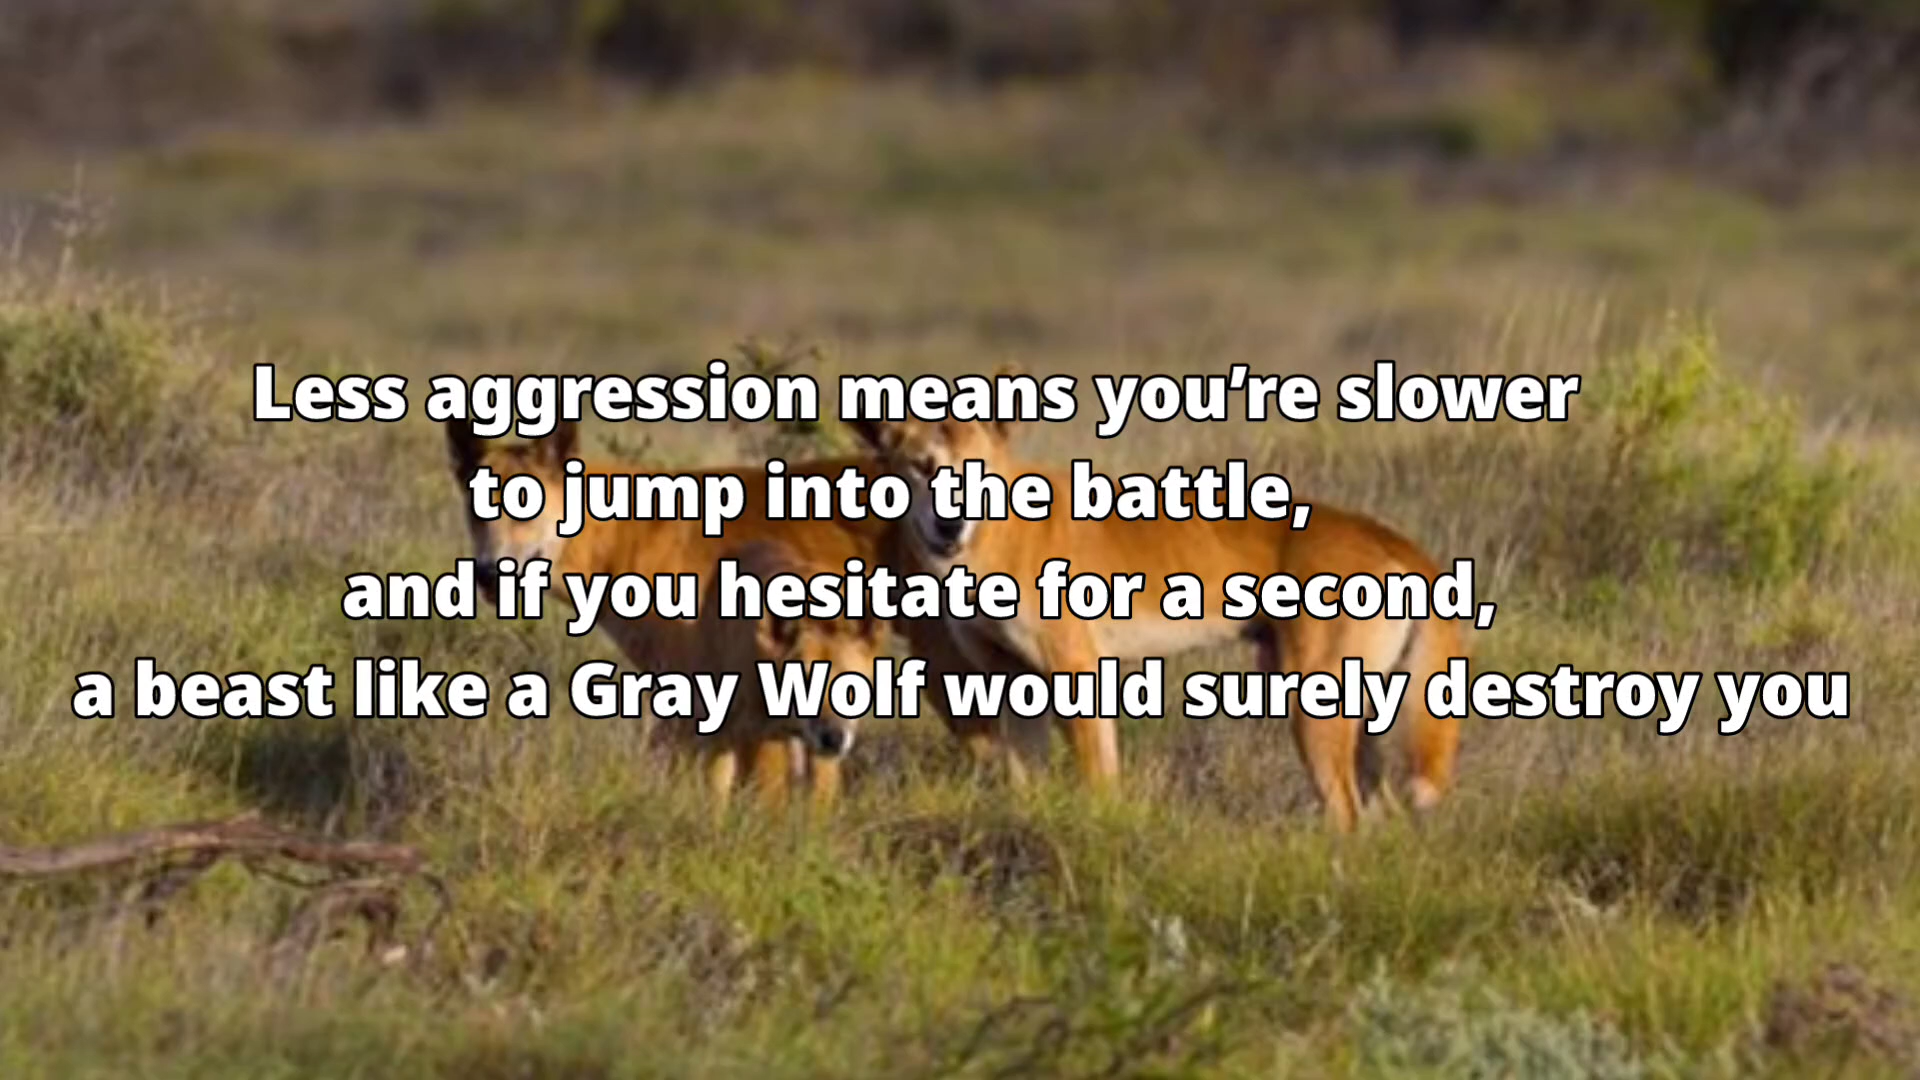 Less aggression means you’re slower
to jump into the battle,
and if you hesitate for a second,
a beast like a Gray Wolf would surely destroy you